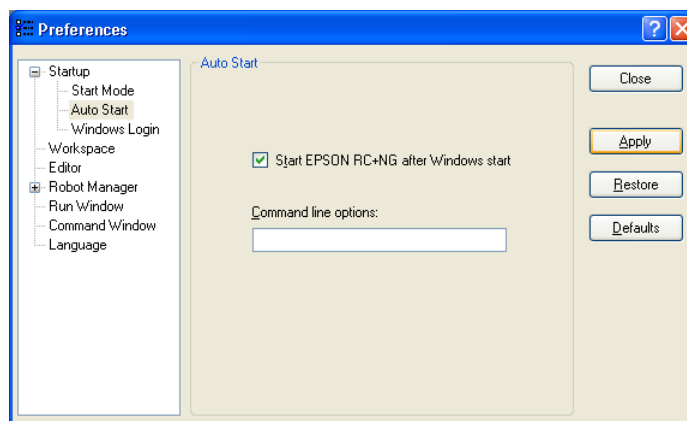 Preferences
Startup
Start Mode
Auto Start
Windows Login
Workspace
Editor
Robot Manager
Run Window
Command Window
Language
Auto Start
Start EPSON RC+NG after Windows start
Command line options:
Close
Apply
Restore
Defaults